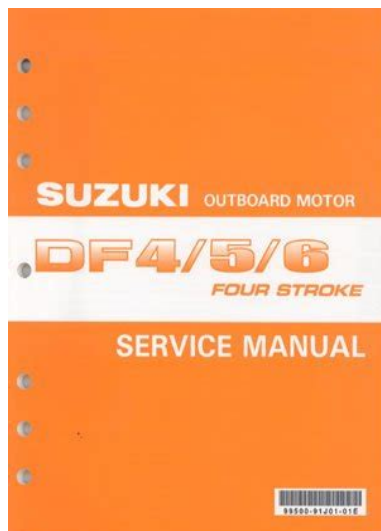 SUZUKI OUTBOARD MOTOR
DF4/5/6
FOUR STROKE
SERVICE MANUAL
99500-91J01-01E